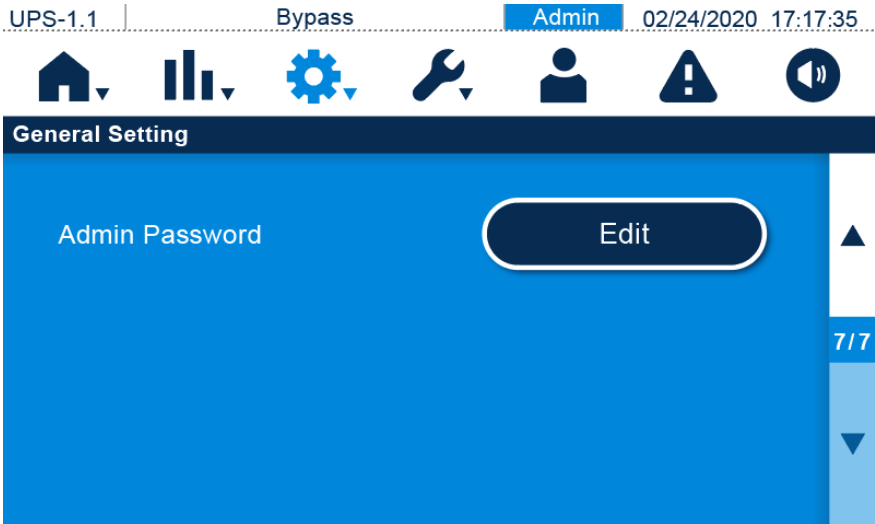 UPS-1.1 Bypass Admin 02/24/2020 17:17:35
General Setting
Admin Password Edit
7/7